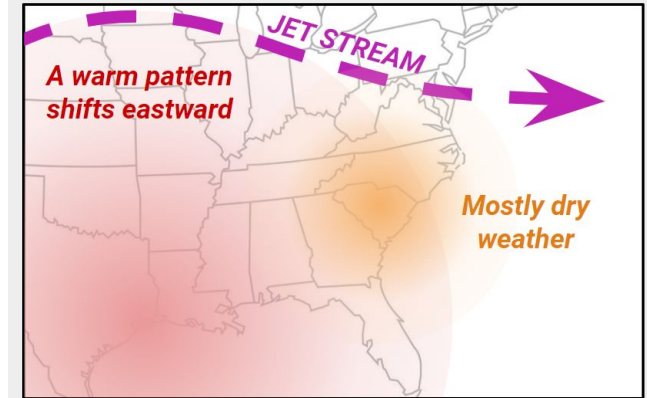 JET STREAM
A warm pattern
shifts eastward
Mostly dry
weather